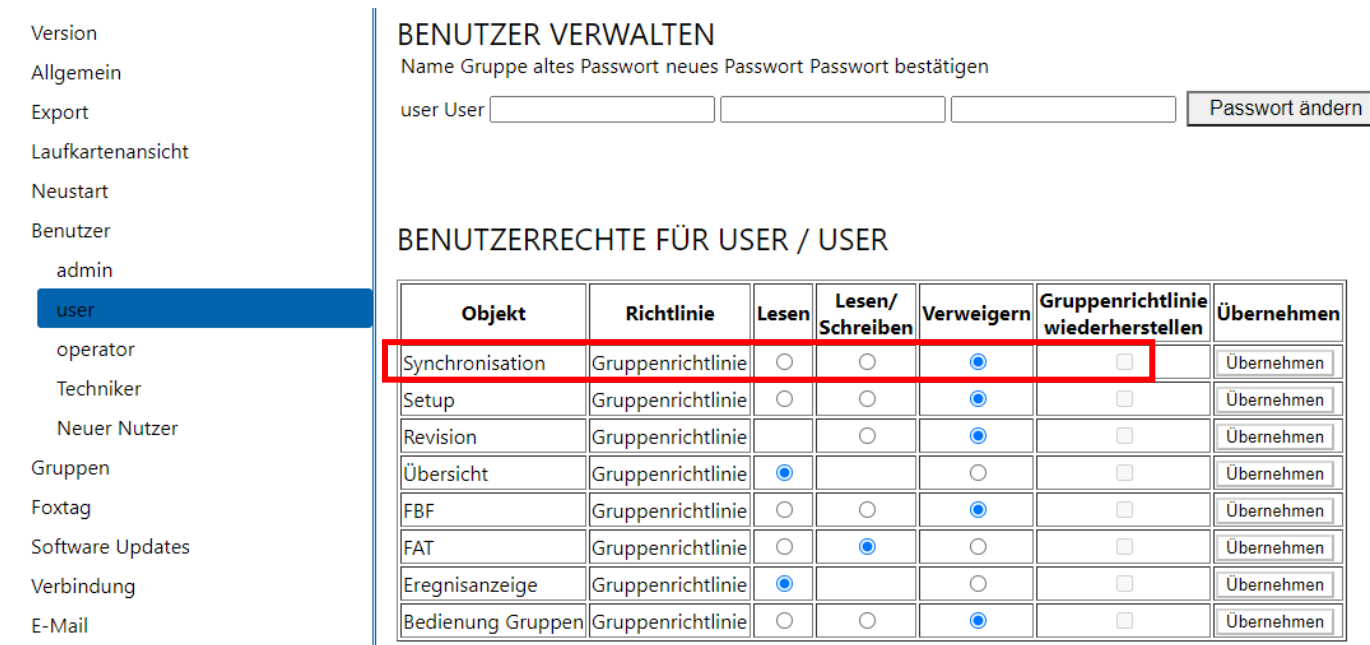 Version
Allgemein
Export
Laufkartenansicht
Neustart
Benutzer
admin
user
operator
Techniker
Neuer Nutzer
Gruppen
Foxtag
Software Updates
Verbindung
E-Mail
BENUTZER VERWALTEN
Name Gruppe altes Passwort neues Passwort Passwort bestätigen
user User Passwort ändern
BENUTZERRECHTE FÜR USER / USER
Objekt Richtlinie Lesen Lesen/ Schreiben Verweigern Gruppenrichtlinie wiederherstellen Übernehmen
Synchronisation Gruppenrichtlinie Übernehmen
Setup Gruppenrichtlinie Übernehmen
Revision Gruppenrichtlinie Übernehmen
Übersicht Gruppenrichtlinie Übernehmen
FBF Gruppenrichtlinie Übernehmen
FAT Gruppenrichtlinie Übernehmen
Eregnisanzeige Gruppenrichtlinie Übernehmen
Bedienung Gruppen Gruppenrichtlinie Übernehmen